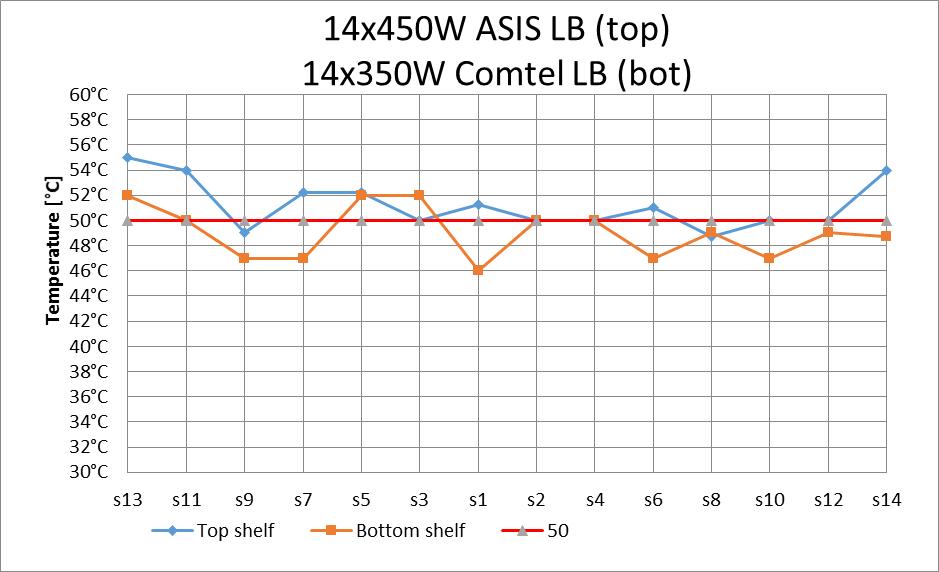 14x450W ASIS LB (top)
14x350W Comtel LB (bot)
Temperature [°C]
60°C
58°C
56°C
54°C
52°C
50°C
48°C
46°C
44°C
42°C
40°C
38°C
36°C
34°C
32°C
30°C
s13 s11 s9 s7 s5 s3 s1 s2 s4 s6 s8 s10 s12 s14
Top shelf Bottom shelf 50